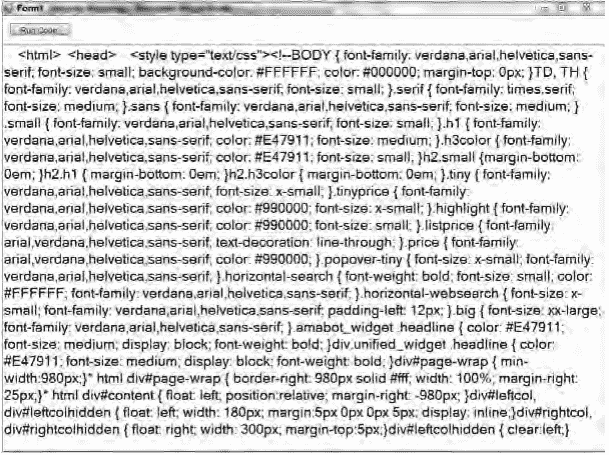 Form1
Run Code
<html> <head> <style type="text/css"><!--BODY { font-family: verdana,arial,helvetica,sans-
serif; font-size: small; background-color: #FFFFFF; color: #000000; margin-top: 0px; }TD, TH {
font-family: verdana,arial,helvetica,sans-serif; font-size: small; }.serif { font-family: times,serif;
font-size: medium; }.sans { font-family: verdana,arial,helvetica,sans-serif; font-size: medium; }
.small { font-family: verdana,arial,helvetica,sans-serif; font-size: small; }.h1 { font-family:
verdana,arial,helvetica,sans-serif; color: #E47911; font-size: medium; }.h3color { font-family:
verdana,arial,helvetica,sans-serif; color: #E47911; font-size: small; }h2.small {margin-bottom:
0em; }h2.h1 { margin-bottom: 0em; }h2.h3color { margin-bottom: 0em; }.tiny { font-family:
verdana,arial,helvetica,sans-serif; font-size: x-small; }.tinyprice { font-family:
verdana,arial,helvetica,sans-serif; color: #990000; font-size: x-small; }.highlight { font-family:
verdana,arial,helvetica,sans-serif; color: #990000; font-size: small; }.listprice { font-family:
arial,verdana,helvetica,sans-serif; text-decoration: line-through; }.price { font-family:
arial,verdana,helvetica,sans-serif; color: #990000; }.popover-tiny { font-size: x-small; font-family:
verdana,arial,helvetica,sans-serif; }.horizontal-search { font-weight: bold; font-size: small; color:
#FFFFFF; font-family: verdana,arial,helvetica,sans-serif; }.horizontal-websearch { font-size: x-
small; font-family: verdana,arial,helvetica,sans-serif; padding-left: 12px; }.big { font-size: xx-large;
font-family: verdana,arial,helvetica,sans-serif; }.amabot_widget .headline { color: #E47911;
font-size: medium; display: block; font-weight: bold; }div.unified_widget .headline { color:
#E47911; font-size: medium; display: block; font-weight: bold; }div#page-wrap { min-
width:980px;}* html div#page-wrap { border-right: 980px solid #fff; width: 100%; margin-right:
25px;}* html div#content { float: left; position:relative; margin-right: -980px; }div#leftcol,
div#leftcolhidden { float: left; width: 180px; margin:5px 0px 0px 5px; display: inline;}div#rightcol,
div#rightcolhidden { float: right; width: 300px; margin-top:5px;}div#leftcolhidden { clear:left;}